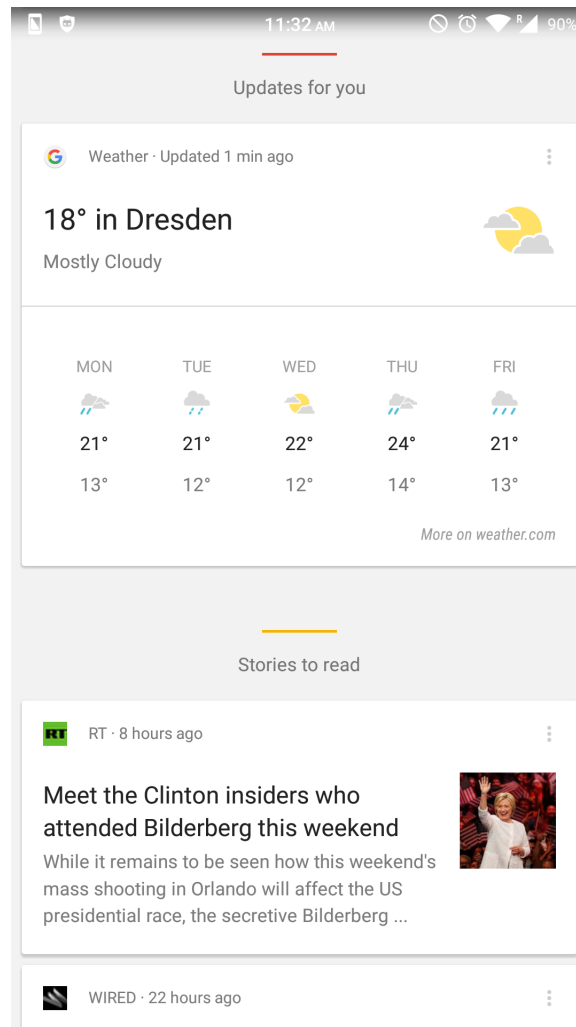 11:32 AM
R
90%
Updates for you
Weather · Updated 1 min ago
18° in Dresden
Mostly Cloudy
MON TUE WED THU FRI
21° 21° 22° 24° 21°
13° 12° 12° 14° 13°
More on weather.com
Stories to read
RT
RT · 8 hours ago
Meet the Clinton insiders who
attended Bilderberg this weekend
While it remains to be seen how this weekend's
mass shooting in Orlando will affect the US
presidential race, the secretive Bilderberg ...
WIRED · 22 hours ago